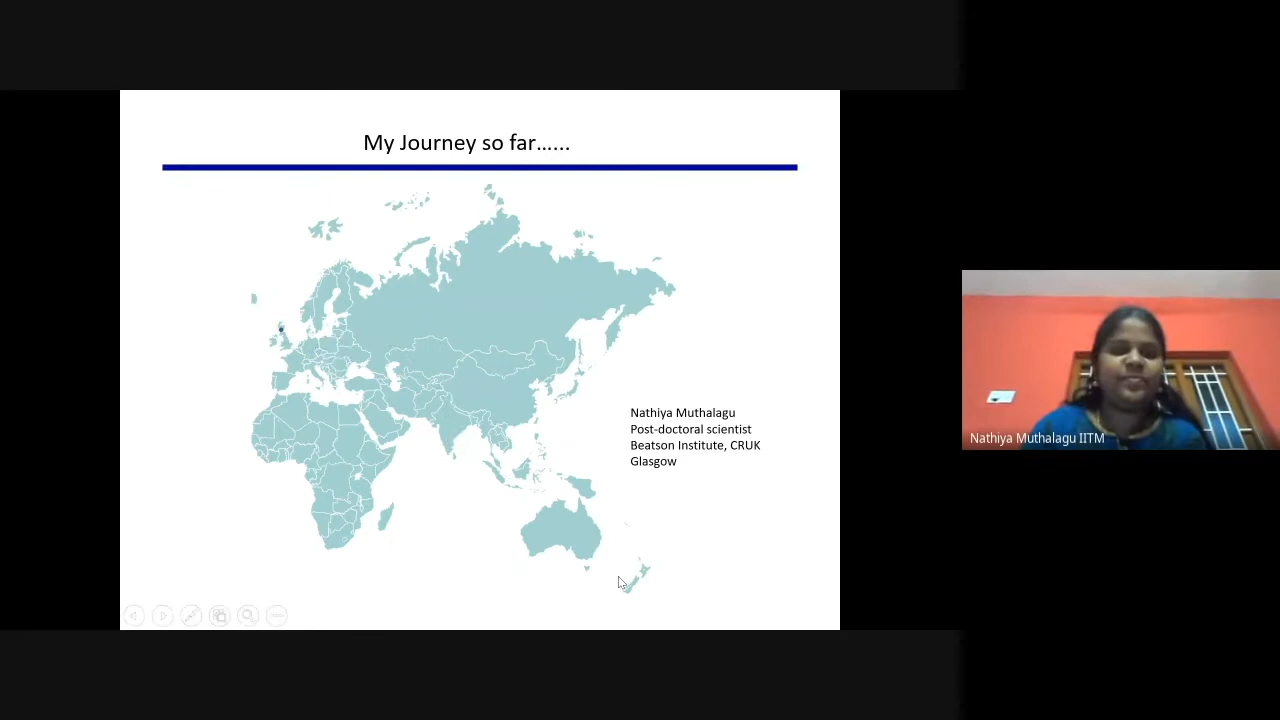 My Journey so far......
Nathiya Muthalagu
Post-doctoral scientist
Beatson Institute, CRUK
Glasgow
Nathiya Muthalagu IITM